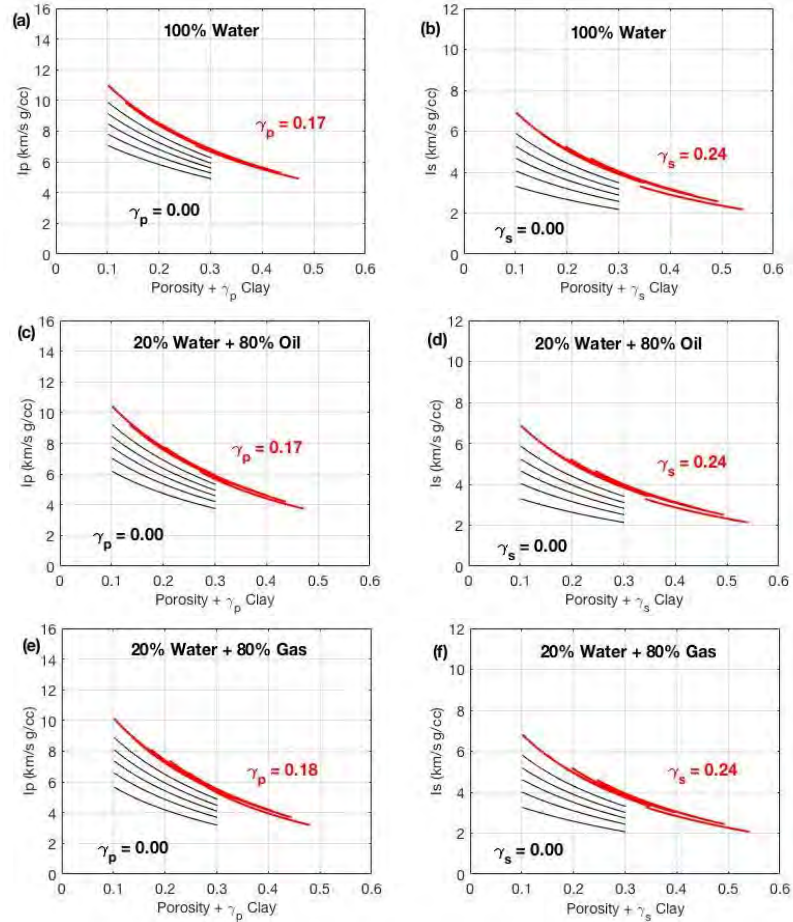 (a)
100% Water
Ip (km/s g/cc)
16
14
12
10
8
6
4
2
0
γp = 0.17
γp = 0.00
0 0.1 0.2 0.3 0.4 0.5 0.6
Porosity + γp Clay
(b)
100% Water
Is (km/s g/cc)
12
10
8
6
4
2
0
γs = 0.24
γs = 0.00
0 0.1 0.2 0.3 0.4 0.5 0.6
Porosity + γs Clay
(c)
20% Water + 80% Oil
Ip (km/s g/cc)
16
14
12
10
8
6
4
2
0
γp = 0.17
γp = 0.00
0 0.1 0.2 0.3 0.4 0.5 0.6
Porosity + γp Clay
(d)
20% Water + 80% Oil
Is (km/s g/cc)
12
10
8
6
4
2
0
γs = 0.24
γs = 0.00
0 0.1 0.2 0.3 0.4 0.5 0.6
Porosity + γs Clay
(e)
20% Water + 80% Gas
Ip (km/s g/cc)
16
14
12
10
8
6
4
2
0
γp = 0.18
γp = 0.00
0 0.1 0.2 0.3 0.4 0.5 0.6
Porosity + γp Clay
(f)
20% Water + 80% Gas
Is (km/s g/cc)
12
10
8
6
4
2
0
γs = 0.24
γs = 0.00
0 0.1 0.2 0.3 0.4 0.5 0.6
Porosity + γs Clay